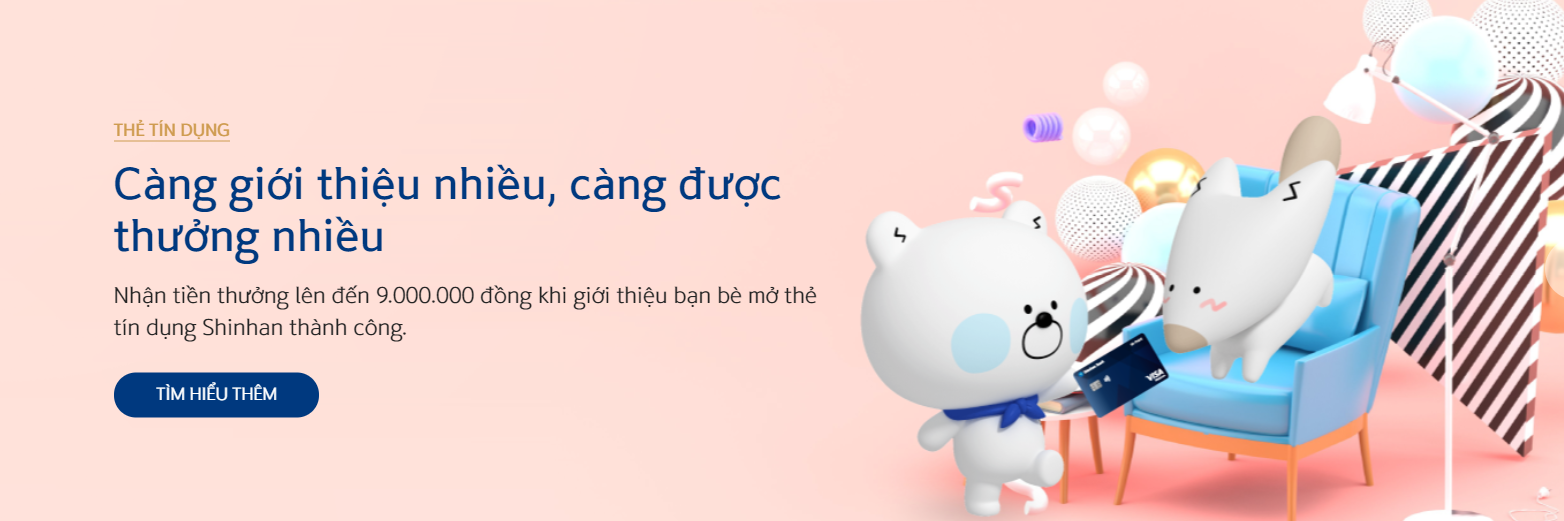 THẺ TÍN DỤNG
Càng giới thiệu nhiều, càng được
thưởng nhiều
Nhận tiền thưởng lên đến 9.000.000 đồng khi giới thiệu bạn bè mở thẻ
tín dụng Shinhan thành công.
TÌM HIỂU THÊM
VISA